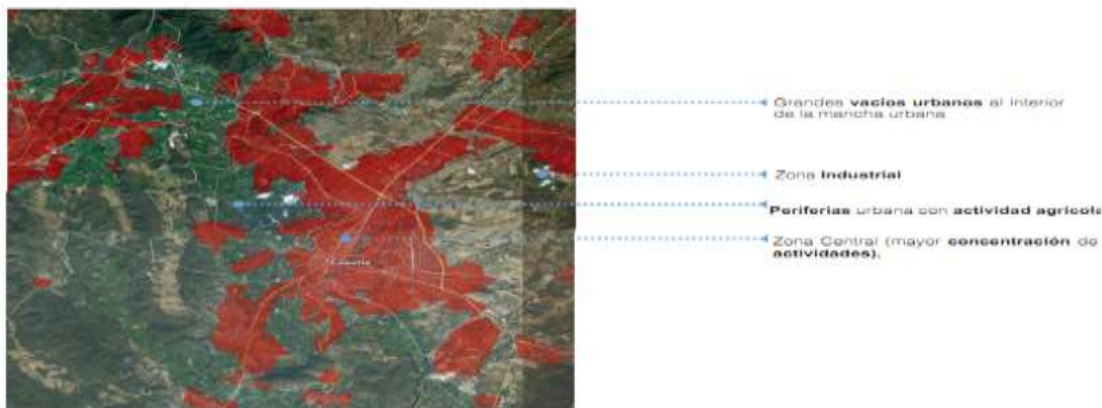 Grandes vacíos urbanos al interior
de la mancha urbana
Zona Industrial
Periferias urbana con actividad agrícola
Zona Central (mayor concentración de
actividades).
Cuautla